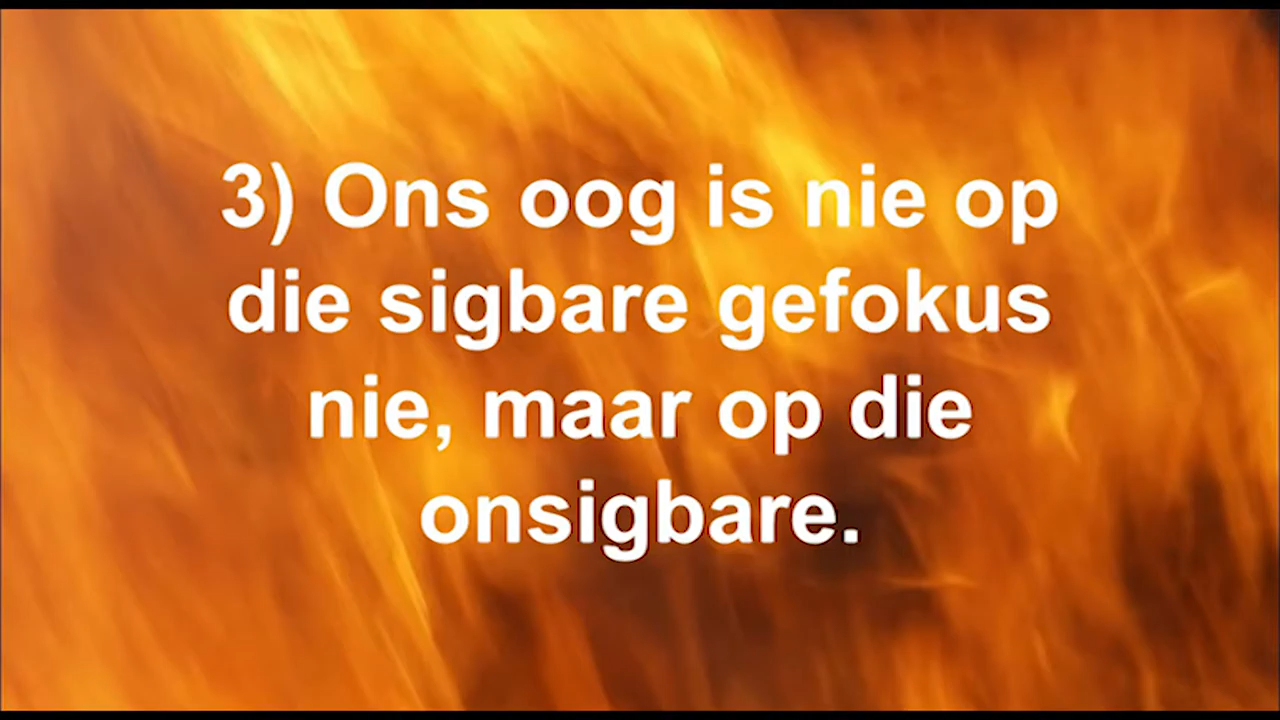 3) Ons oog is nie op
die sigbare gefokus
nie, maar op die
onsigbare.